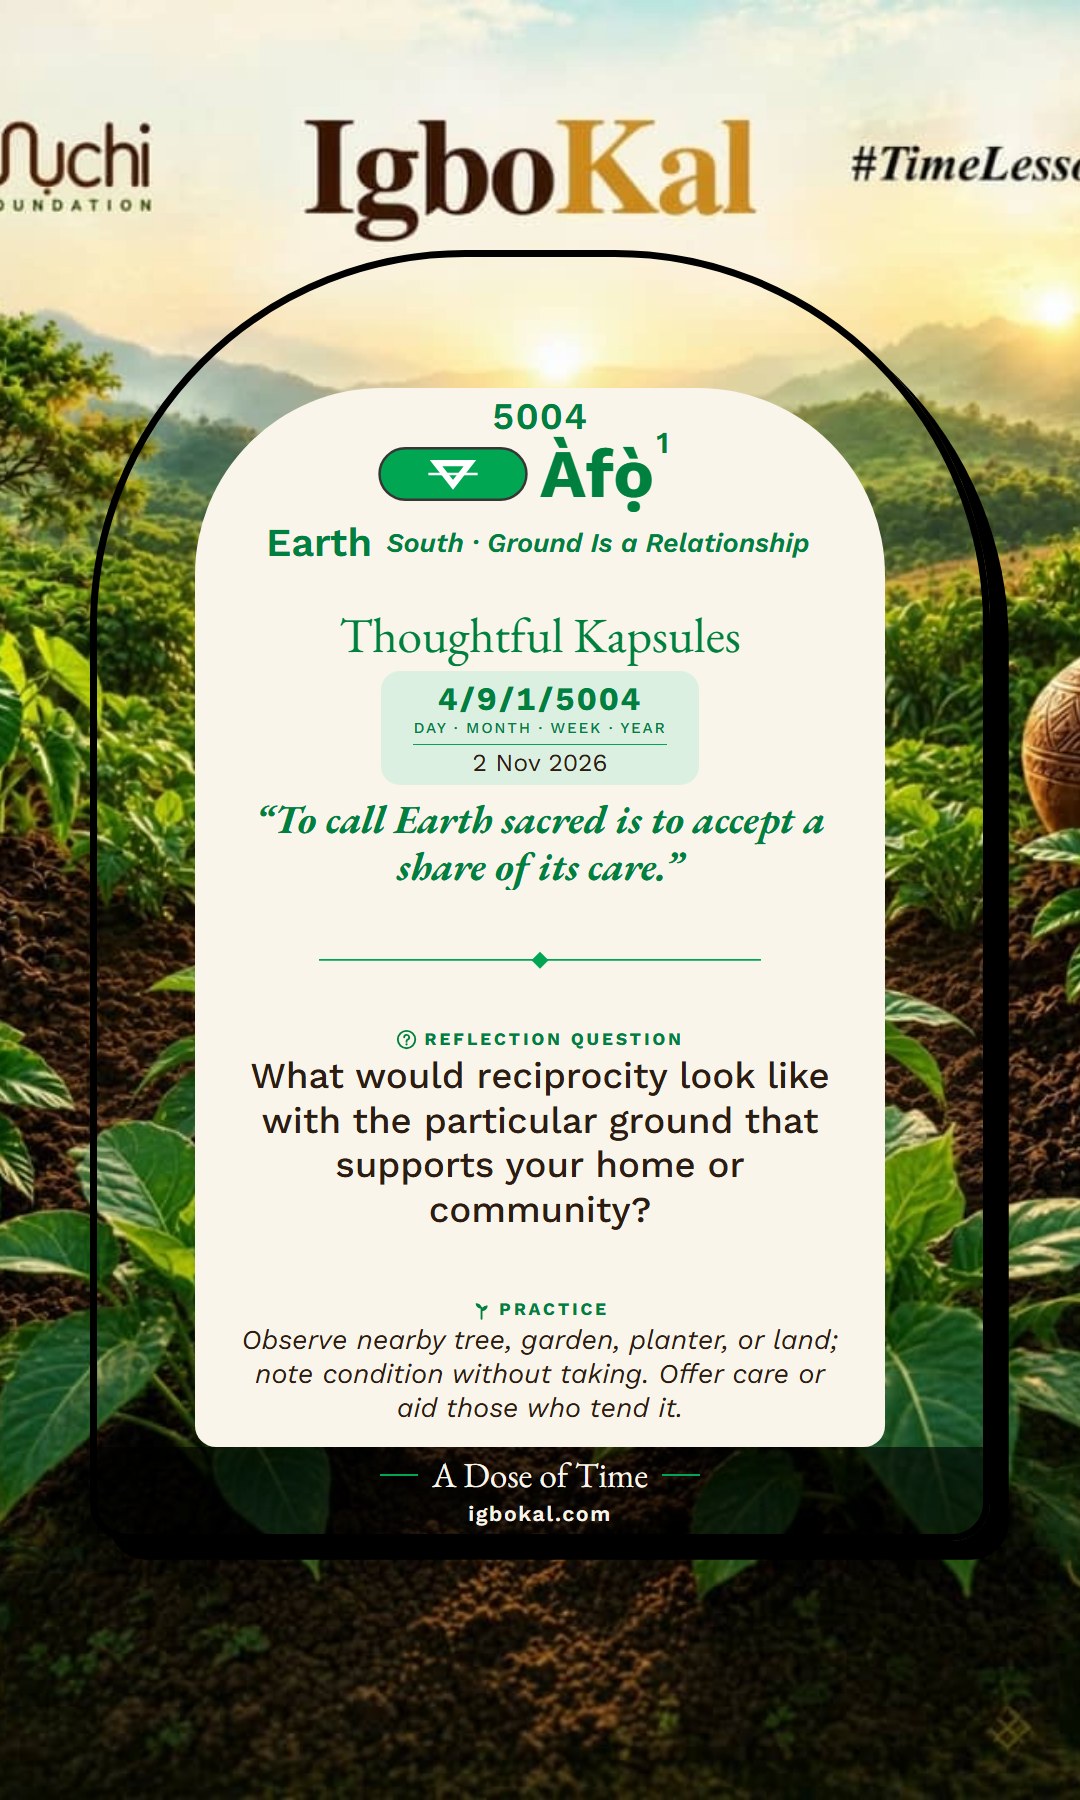 Ṅụchi
OUNDATION
IgboKal
#TimeLesso
5004
Àfọ̀1
Earth South · Ground Is a Relationship
Thoughtful Kapsules
4/9/1/5004
DAY · MONTH · WEEK · YEAR
2 Nov 2026
“To call Earth sacred is to accept a
share of its care.”
REFLECTION QUESTION
What would reciprocity look like
with the particular ground that
supports your home or
community?
PRACTICE
Observe nearby tree, garden, planter, or land;
note condition without taking. Offer care or
aid those who tend it.
A Dose of Time
igbokal.com